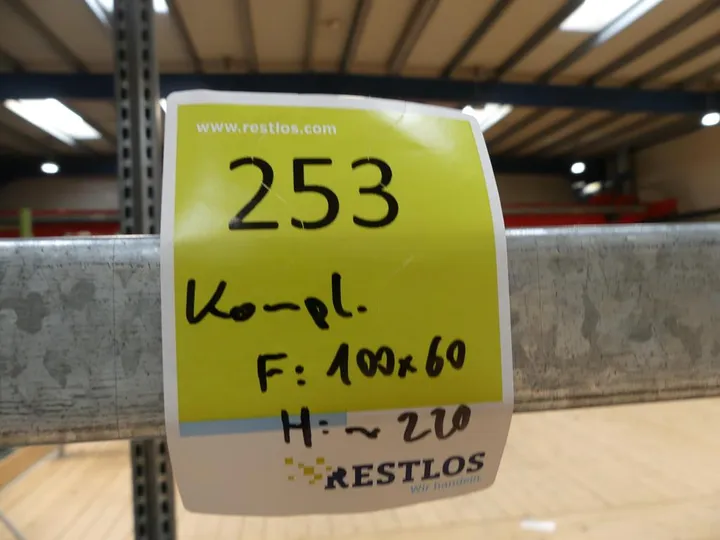 www.restlos.com
253
Kompl.
F: 100x60
H: ~ 220
RESTLOS
Wir handeln.